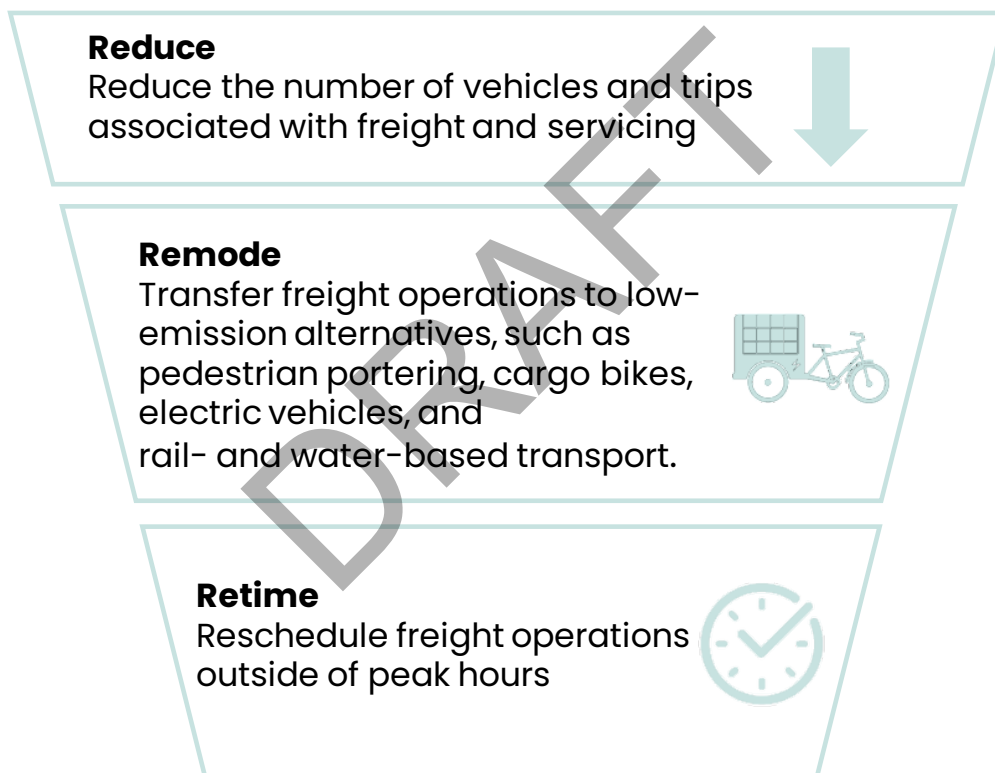 Reduce
Reduce the number of vehicles and trips
associated with freight and servicing
Remode
Transfer freight operations to low-
emission alternatives, such as
pedestrian portering, cargo bikes,
electric vehicles, and
rail- and water-based transport.
Retime
Reschedule freight operations
outside of peak hours
DRAFT